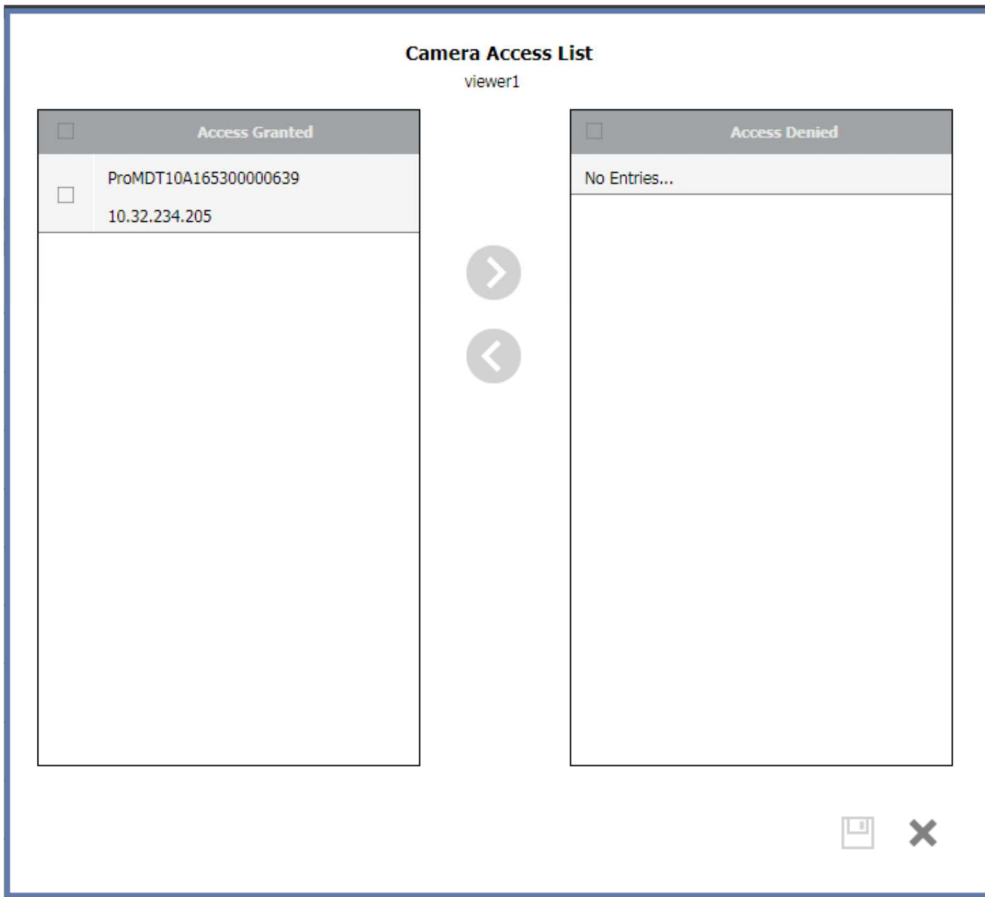 Camera Access List
viewer1
Access Granted
ProMDT10A165300000639
10.32.234.205
Access Denied
No Entries...